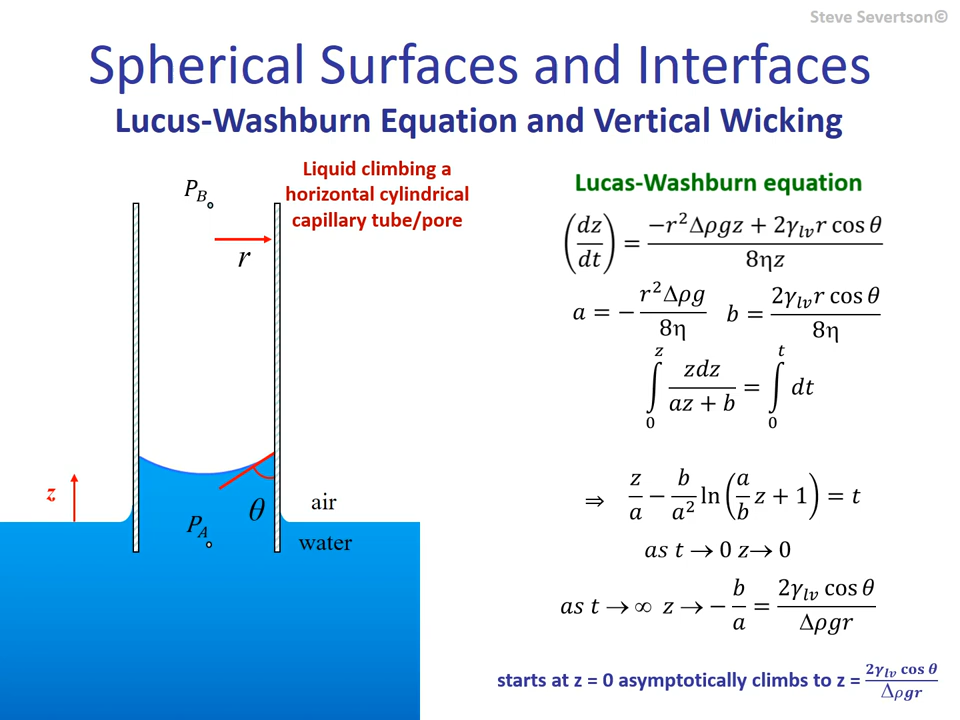 Steve Severtson©
Spherical Surfaces and Interfaces
Lucus-Washburn Equation and Vertical Wicking
Liquid climbing a
horizontal cylindrical
capillary tube/pore
P_B
r
z
θ
P_A
air
water
Lucas-Washburn equation
(dz/dt) = (−r²Δρgz + 2γ_lv r cos θ)/(8ηz)
a = −(r²Δρg)/(8η)  b = (2γ_lv r cos θ)/(8η)
∫₀ᶻ zdz/(az + b) = ∫₀ᵗ dt
⇒ z/a − b/a² ln(a/b z + 1) = t
as t → 0 z → 0
as t → ∞ z → −b/a = (2γ_lv cos θ)/(Δρgr)
starts at z = 0 asymptotically climbs to z = (2γ_lv cos θ)/(Δρgr)